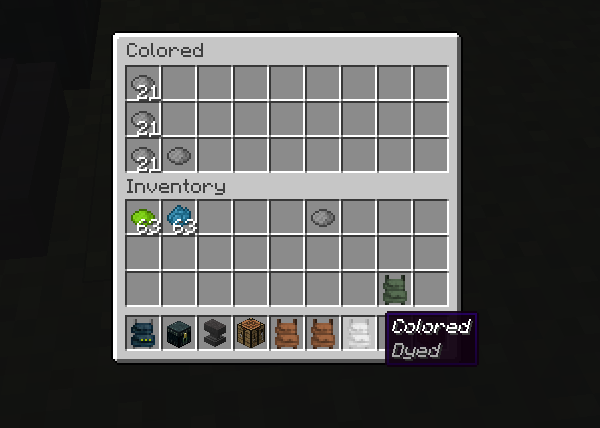 Colored
21
21
21
Inventory
63 63
Colored
Dyed